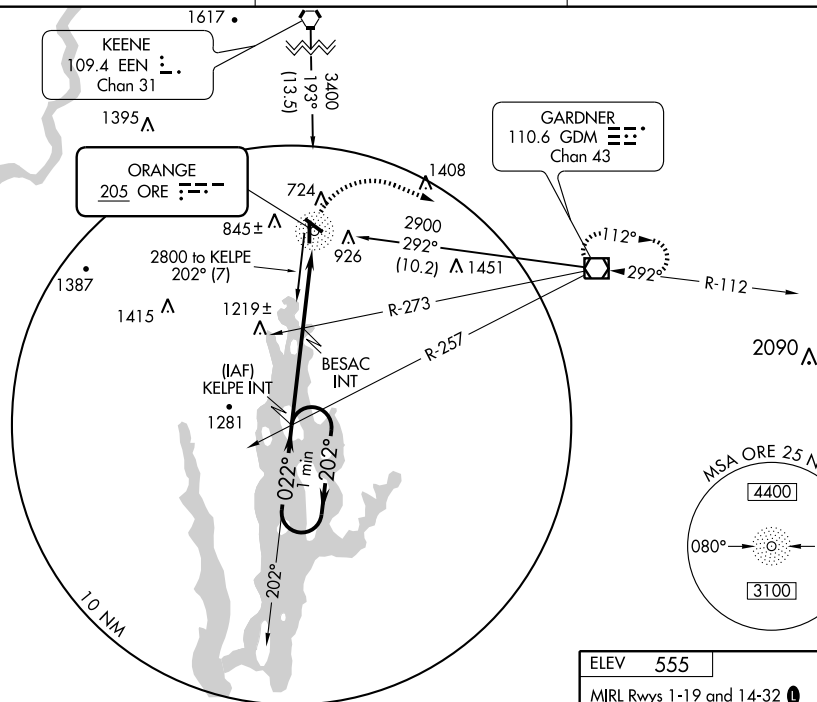 1617
KEENE
109.4 EEN
Chan 31
3400
193°
(13.5)
1395
GARDNER
110.6 GDM
Chan 43
ORANGE
205 ORE
1408
724
845±
926
2900
292°
(10.2)
1451
112°
292°
R-112
2800 to KELPE
202° (7)
1387
1415
1219±
R-273
R-257
2090
(IAF)
KELPE INT
BESAC
INT
1281
022°
1 min
202°
202°
10 NM
MSA ORE 25 N
4400
080°
3100
ELEV 555
MIRL Rwys 1-19 and 14-32 L